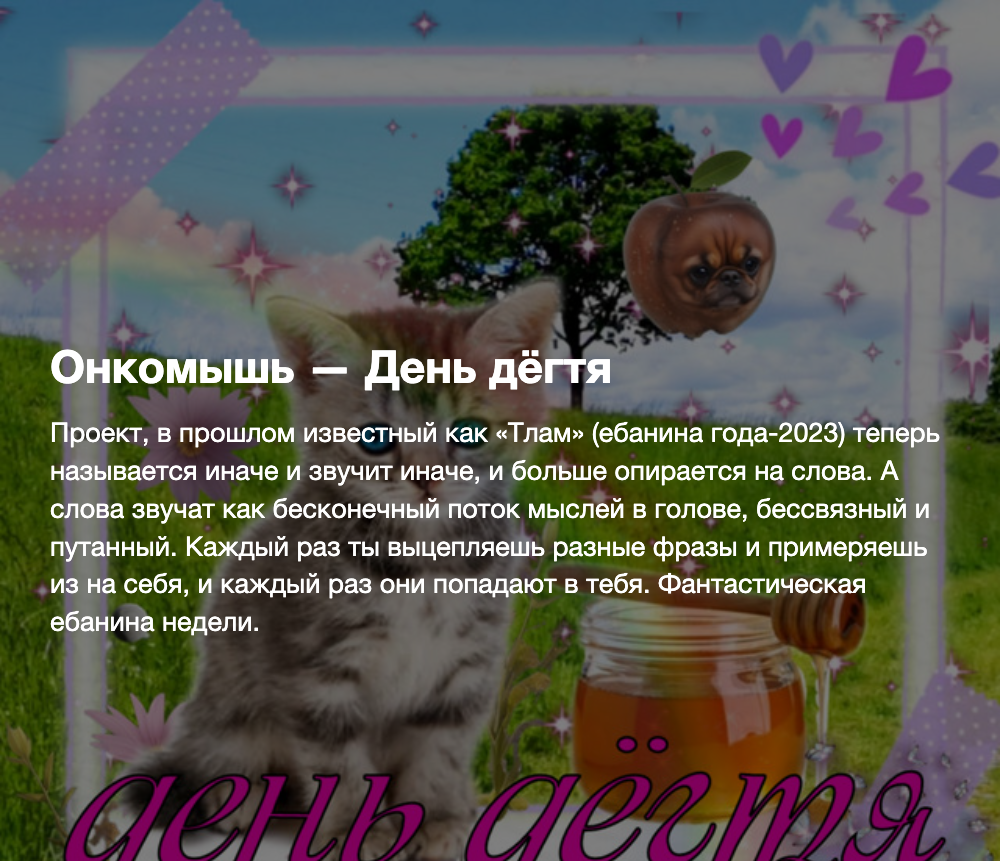 Онкомышь — День дёгтя
Проект, в прошлом известный как «Тлам» (ебанина года-2023) теперь
называется иначе и звучит иначе, и больше опирается на слова. А
слова звучат как бесконечный поток мыслей в голове, бессвязный и
путанный. Каждый раз ты выцепляешь разные фразы и примеряешь
из на себя, и каждый раз они попадают в тебя. Фантастическая
ебанина недели.
день дёгтя